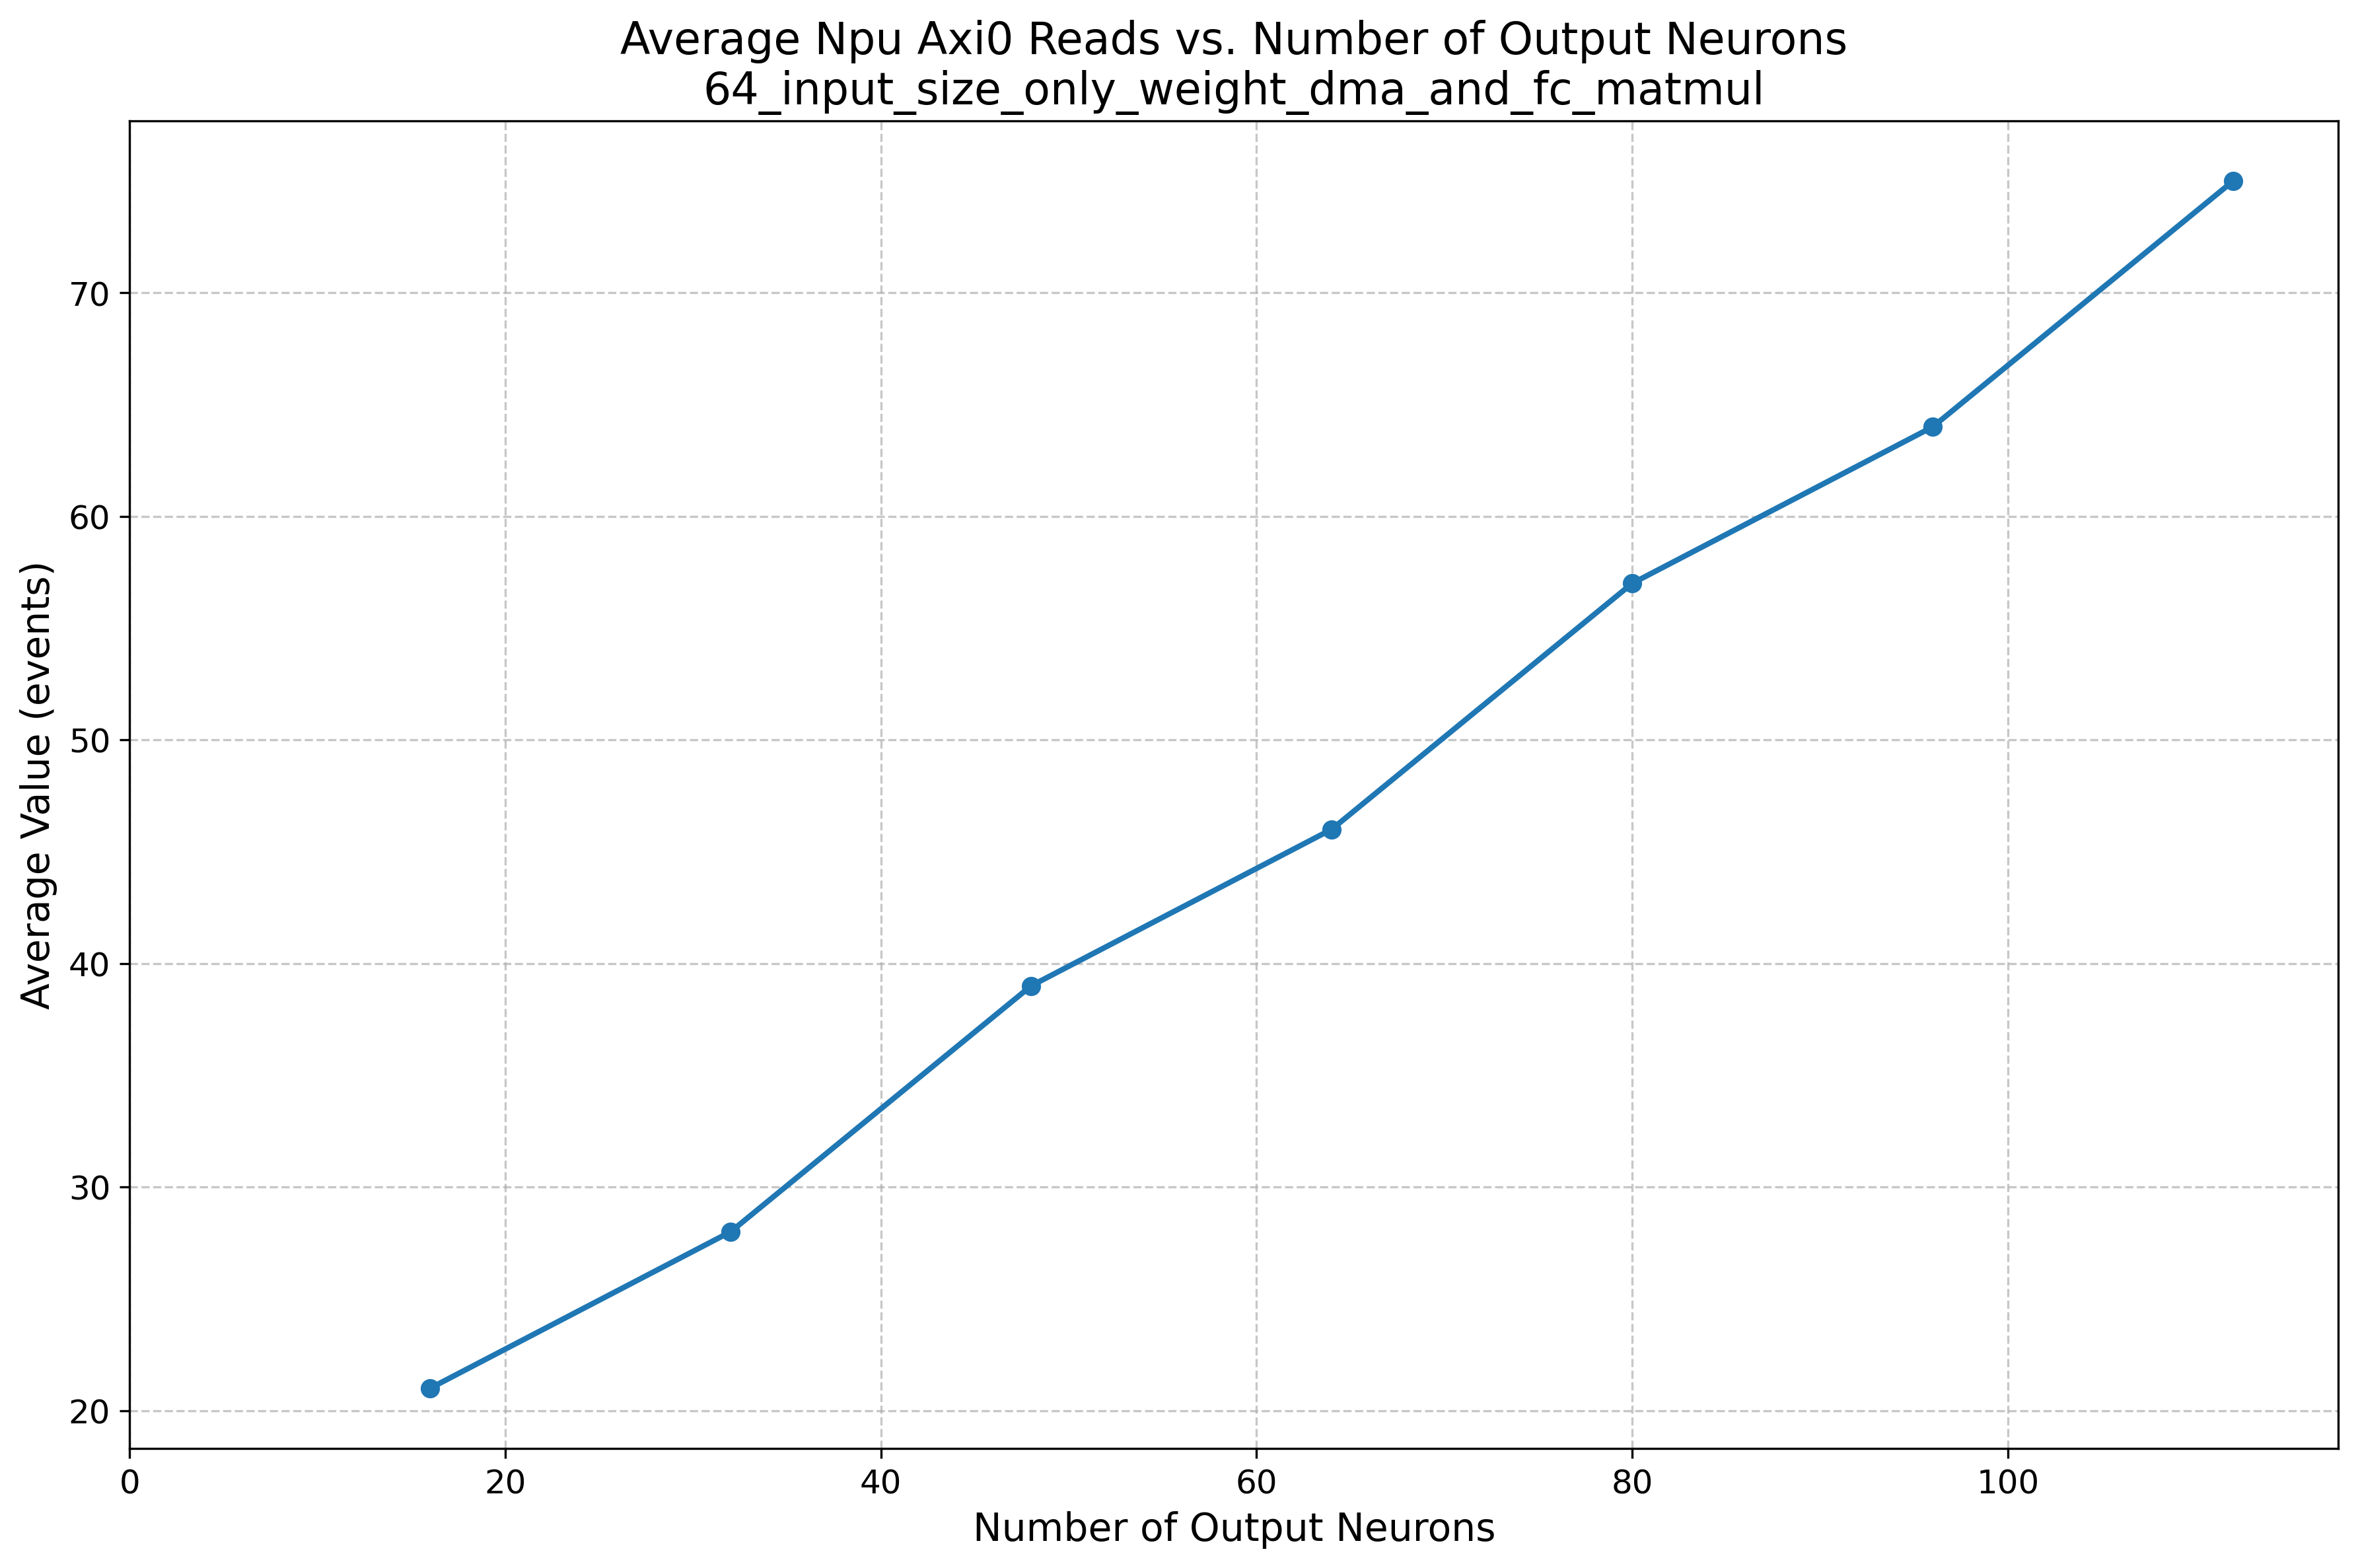 Average Npu Axi0 Reads vs. Number of Output Neurons
64_input_size_only_weight_dma_and_fc_matmul
Average Value (events)
70
60
50
40
30
20
0 20 40 60 80 100
Number of Output Neurons